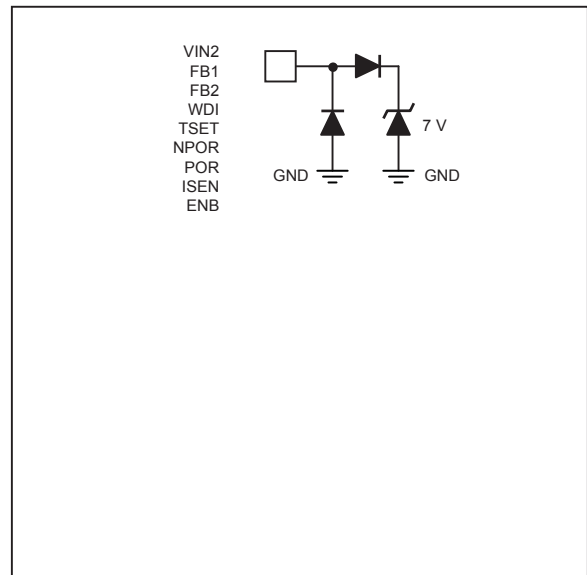 VIN2
FB1
FB2
WDI
TSET
NPOR
POR
ISEN
ENB
7 V
GND
GND